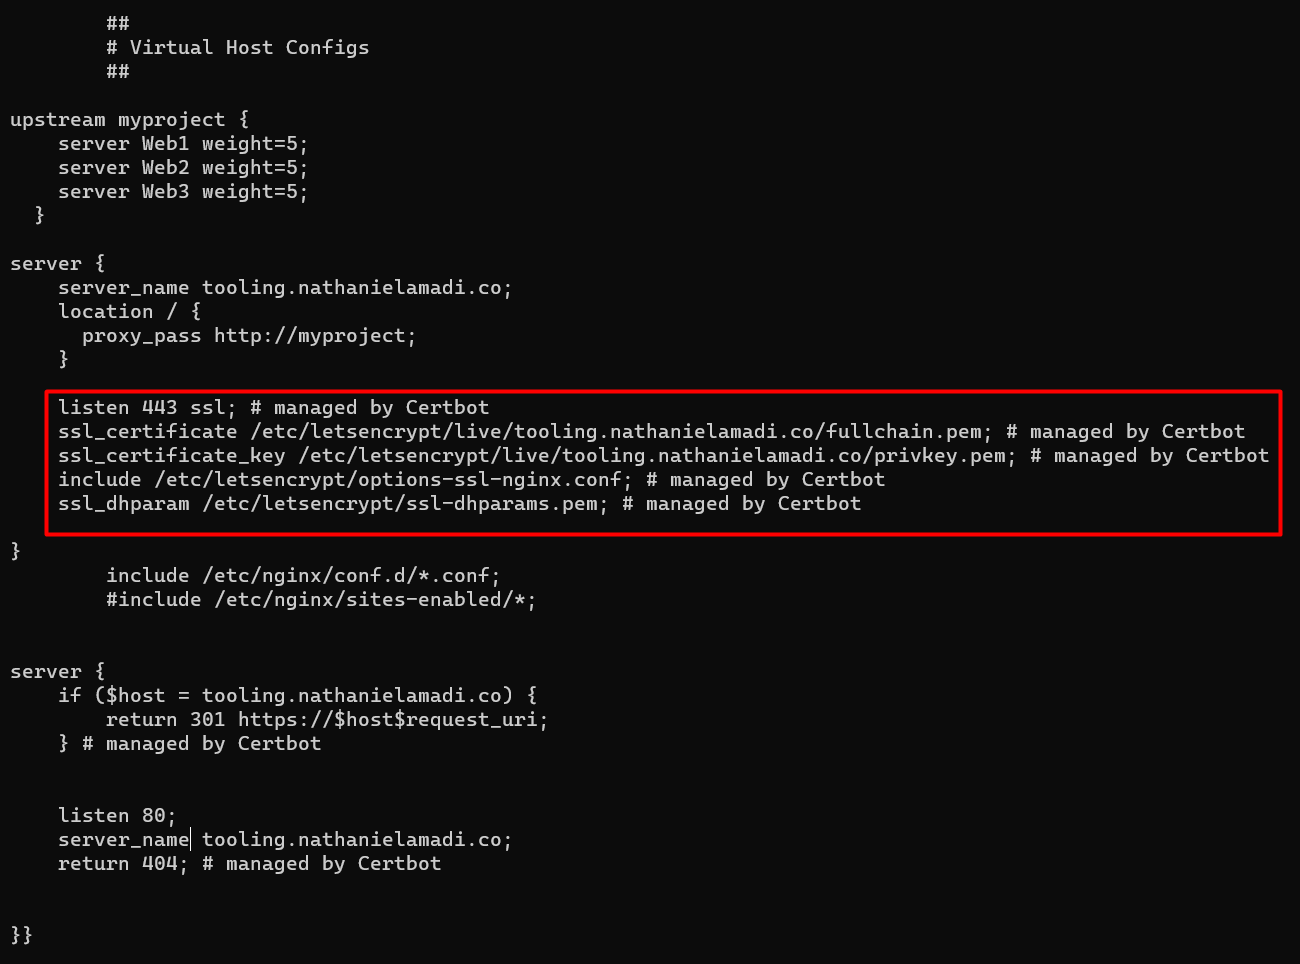 ##
# Virtual Host Configs
##
upstream myproject {
server Web1 weight=5;
server Web2 weight=5;
server Web3 weight=5;
}
server {
server_name tooling.nathanielamadi.co;
location / {
proxy_pass http://myproject;
}
listen 443 ssl; # managed by Certbot
ssl_certificate /etc/letsencrypt/live/tooling.nathanielamadi.co/fullchain.pem; # managed by Certbot
ssl_certificate_key /etc/letsencrypt/live/tooling.nathanielamadi.co/privkey.pem; # managed by Certbot
include /etc/letsencrypt/options-ssl-nginx.conf; # managed by Certbot
ssl_dhparam /etc/letsencrypt/ssl-dhparams.pem; # managed by Certbot
}
include /etc/nginx/conf.d/*.conf;
#include /etc/nginx/sites-enabled/*;
server {
if ($host = tooling.nathanielamadi.co) {
return 301 https://$host$request_uri;
} # managed by Certbot
listen 80;
server_name tooling.nathanielamadi.co;
return 404; # managed by Certbot
}}